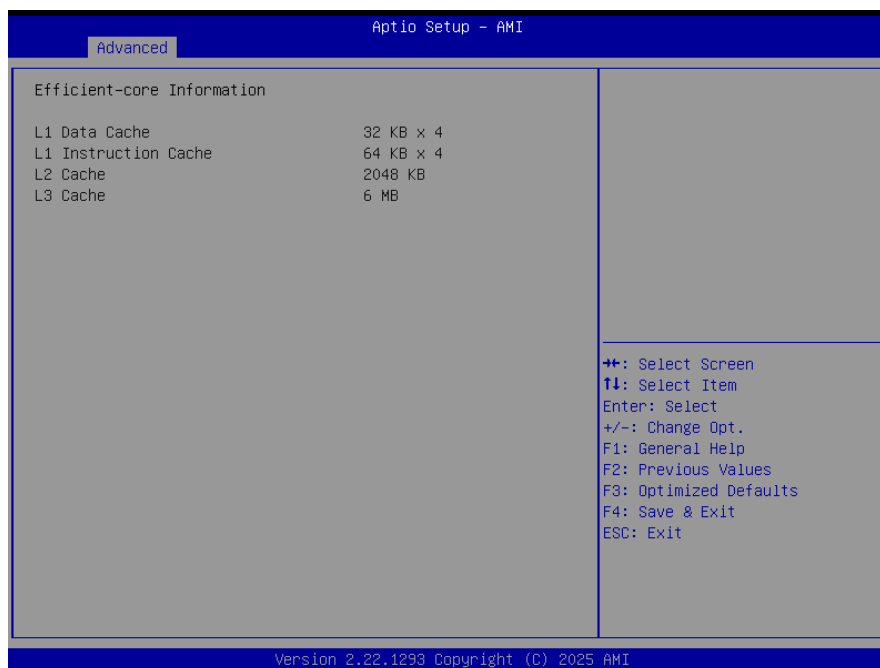 Aptio Setup – AMI
Advanced
Efficient-core Information
L1 Data Cache 32 KB x 4
L1 Instruction Cache 64 KB x 4
L2 Cache 2048 KB
L3 Cache 6 MB
→←: Select Screen
↑↓: Select Item
Enter: Select
+/-: Change Opt.
F1: General Help
F2: Previous Values
F3: Optimized Defaults
F4: Save & Exit
ESC: Exit
Version 2.22.1293 Copyright (C) 2025 AMI